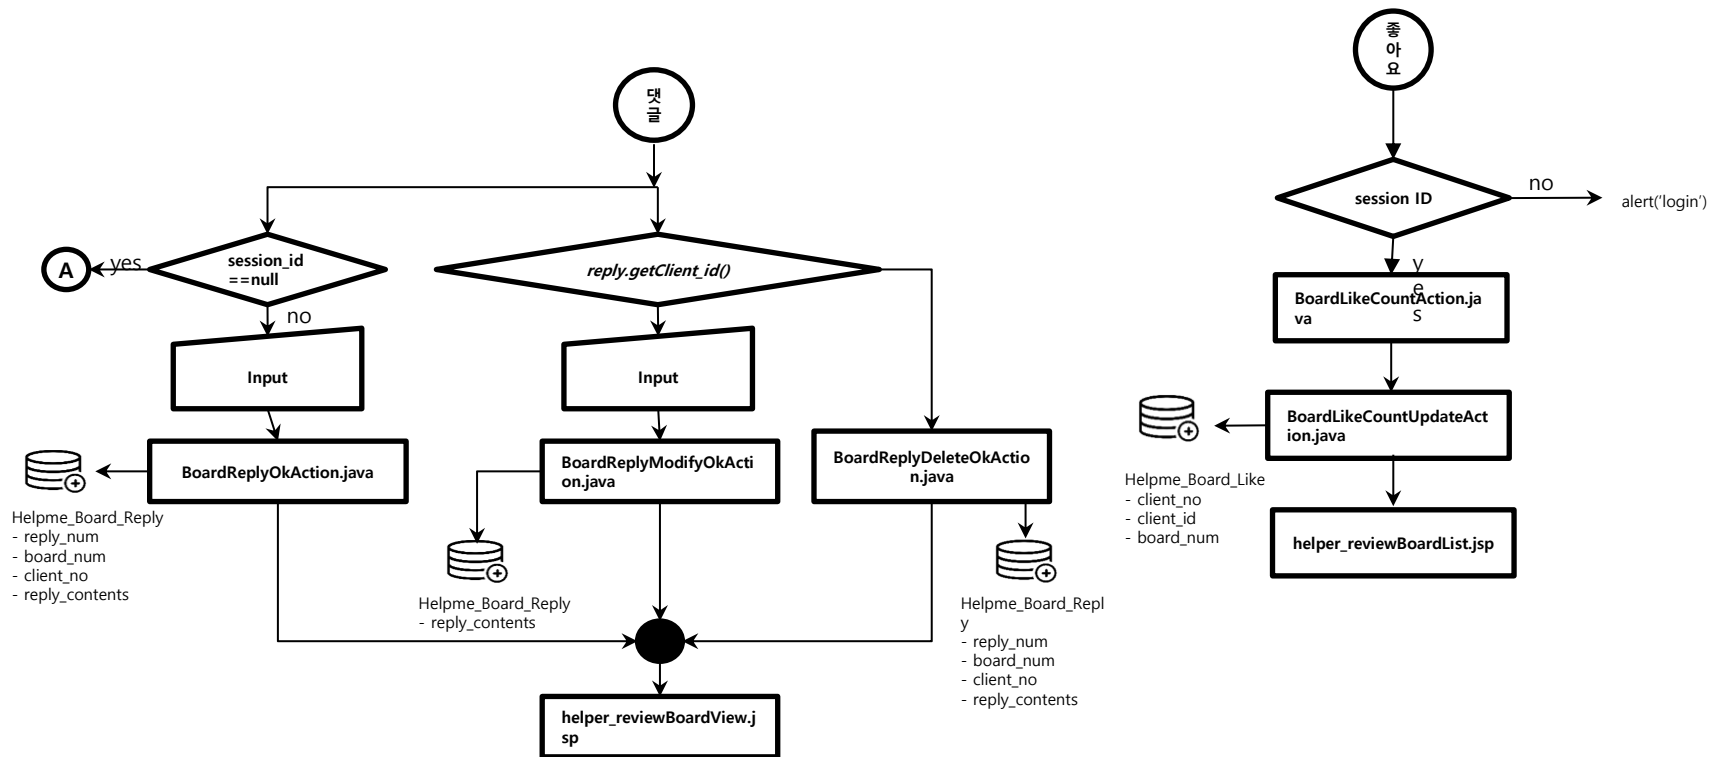 댓
글
session_id
==null
yes
A
no
Input
BoardReplyOkAction.java
Helpme_Board_Reply
- reply_num
- board_num
- client_no
- reply_contents
reply.getClient_id()
Input
BoardReplyModifyOkActi
on.java
Helpme_Board_Reply
- reply_contents
BoardReplyDeleteOkActio
n.java
Helpme_Board_Repl
y
- reply_num
- board_num
- client_no
- reply_contents
helper_reviewBoardView.j
sp
좋
아
요
session ID
no
alert(‘login’)
y
e
s
BoardLikeCountAction.ja
va
BoardLikeCountUpdateAct
ion.java
Helpme_Board_Like
- client_no
- client_id
- board_num
helper_reviewBoardList.jsp